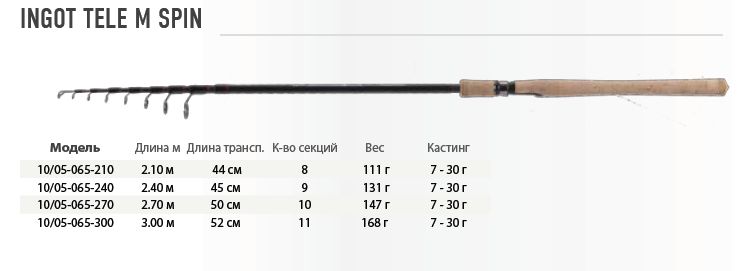 INGOT TELE M SPIN
Модель Длина м Длина трансп. К-во секций Вес Кастинг
10/05-065-210 2.10 м 44 см 8 111 г 7 - 30 г
10/05-065-240 2.40 м 45 см 9 131 г 7 - 30 г
10/05-065-270 2.70 м 50 см 10 147 г 7 - 30 г
10/05-065-300 3.00 м 52 см 11 168 г 7 - 30 г